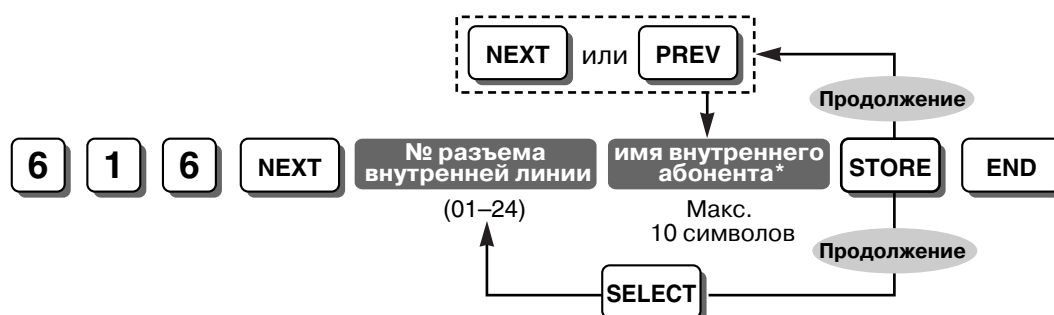 NEXT или PREV
Продолжение
6 1 6 NEXT № разъема внутренней линии имя внутреннего абонента* STORE END
(01–24)
Макс.
10 символов
Продолжение
SELECT